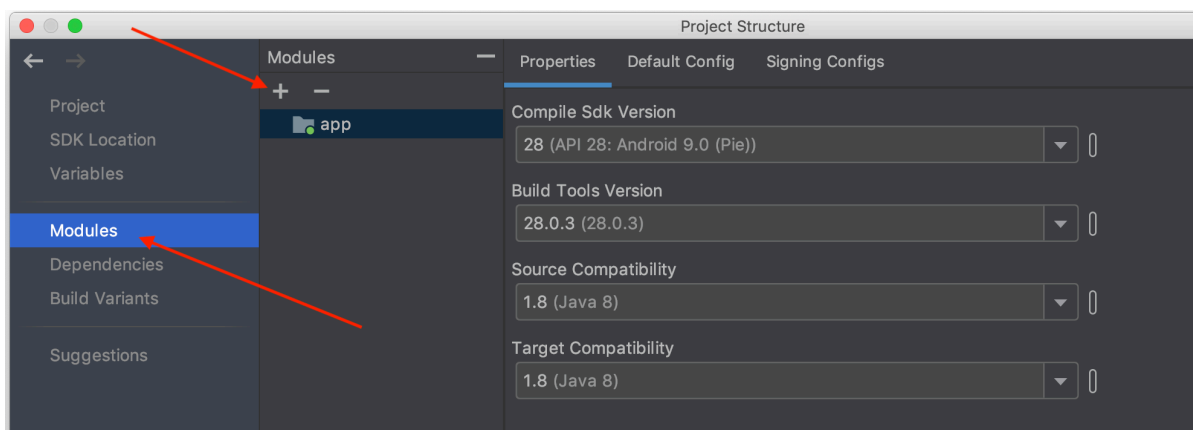 Project Structure
Project
SDK Location
Variables
Modules
Dependencies
Build Variants
Suggestions
Modules
app
Properties Default Config Signing Configs
Compile Sdk Version
28 (API 28: Android 9.0 (Pie))
Build Tools Version
28.0.3 (28.0.3)
Source Compatibility
1.8 (Java 8)
Target Compatibility
1.8 (Java 8)